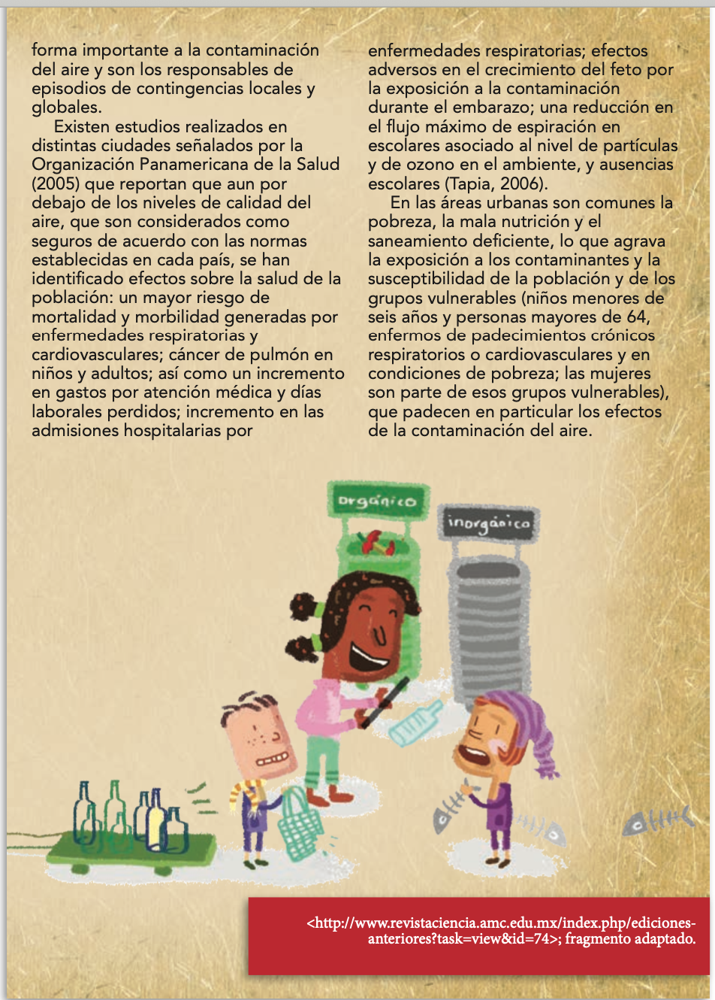 forma importante a la contaminación
del aire y son los responsables de
episodios de contingencias locales y
globales.
Existen estudios realizados en
distintas ciudades señalados por la
Organización Panamericana de la Salud
(2005) que reportan que aun por
debajo de los niveles de calidad del
aire, que son considerados como
seguros de acuerdo con las normas
establecidas en cada país, se han
identificado efectos sobre la salud de la
población: un mayor riesgo de
mortalidad y morbilidad generadas por
enfermedades respiratorias y
cardiovasculares; cáncer de pulmón en
niños y adultos; así como un incremento
en gastos por atención médica y días
laborales perdidos; incremento en las
admisiones hospitalarias por
enfermedades respiratorias; efectos
adversos en el crecimiento del feto por
la exposición a la contaminación
durante el embarazo; una reducción en
el flujo máximo de espiración en
escolares asociado al nivel de partículas
y de ozono en el ambiente, y ausencias
escolares (Tapia, 2006).
En las áreas urbanas son comunes la
pobreza, la mala nutrición y el
saneamiento deficiente, lo que agrava
la exposición a los contaminantes y la
susceptibilidad de la población y de los
grupos vulnerables (niños menores de
seis años y personas mayores de 64,
enfermos de padecimientos crónicos
respiratorios o cardiovasculares y en
condiciones de pobreza; las mujeres
son parte de esos grupos vulnerables),
que padecen en particular los efectos
de la contaminación del aire.
orgánico
inorgánico
<http://www.revistaciencia.amc.edu.mx/index.php/ediciones-
anteriores?task=view&id=74>; fragmento adaptado.